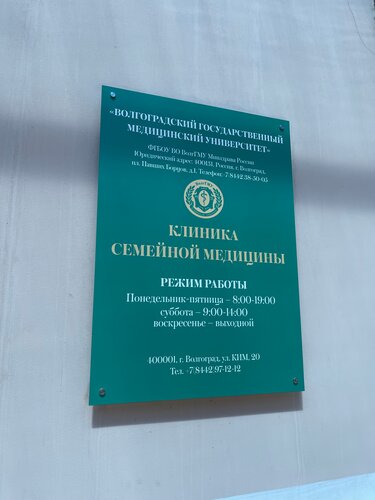 «ВОЛГОГРАДСКИЙ ГОСУДАРСТВЕННЫЙ
МЕДИЦИНСКИЙ УНИВЕРСИТЕТ»
ФГБОУ ВО ВолгГМУ Минздрава России
Юридический адрес: 400131, Россия, г. Волгоград,
пл. Павших Борцов, д.1. Телефон:+7 8442 38-50-05
ВолгГМУ
КЛИНИКА
СЕМЕЙНОЙ МЕДИЦИНЫ
РЕЖИМ РАБОТЫ
Понедельник-пятница – 8:00-19:00
суббота – 9:00-14:00
воскресенье – выходной
400001, г. Волгоград, ул. КИМ, 20
Тел. +7 8442 97-12-12